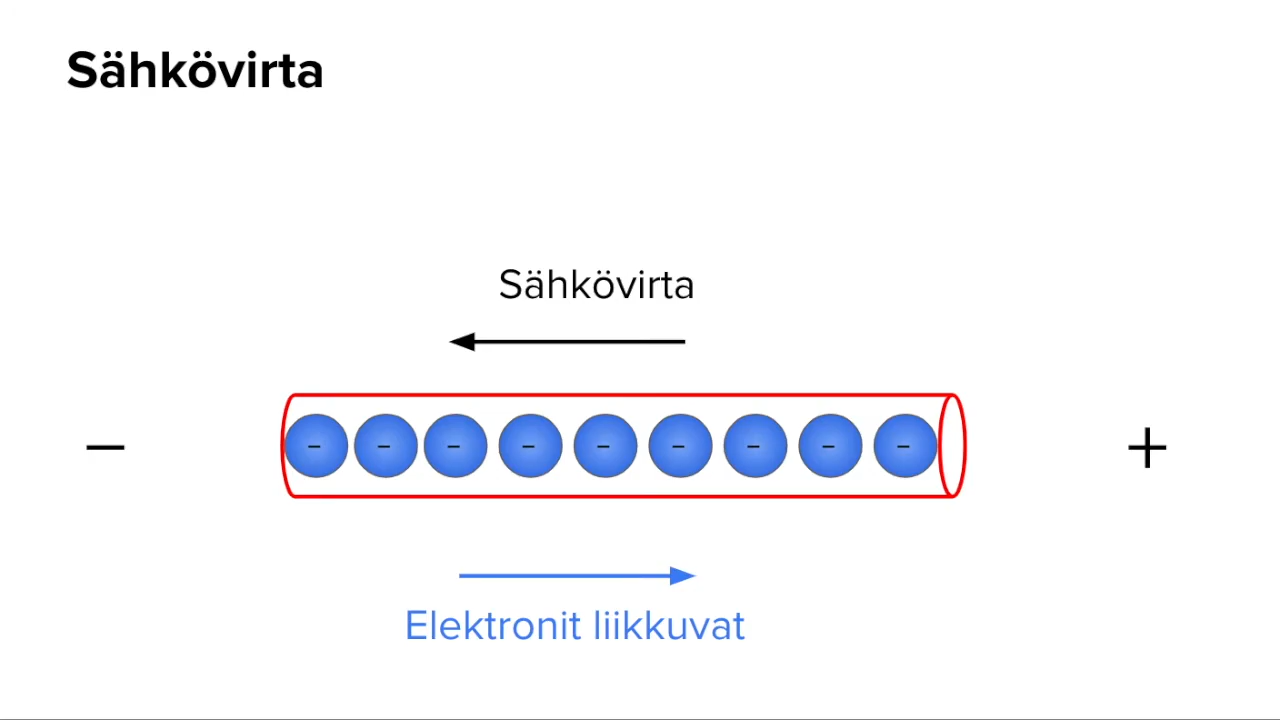 Sähkövirta
Sähkövirta
− − − − − − − − − − +
Elektronit liikkuvat